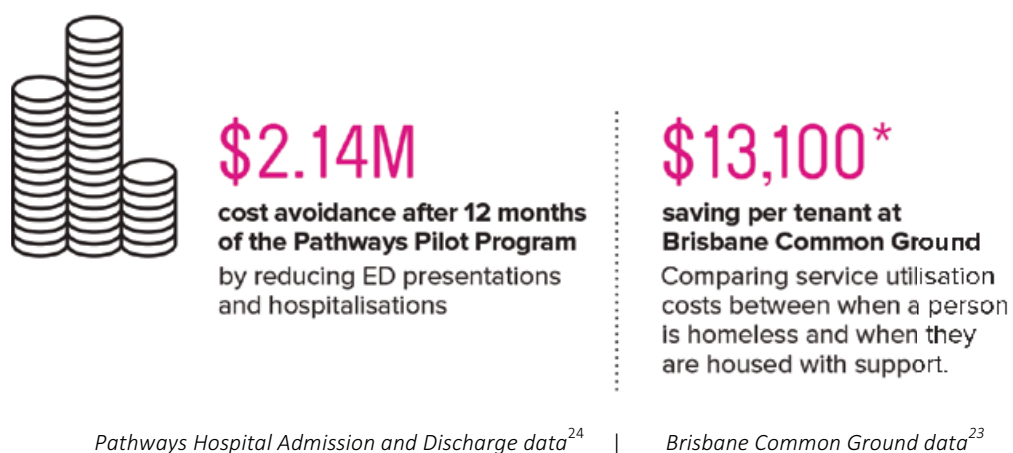 $2.14M
cost avoidance after 12 months
of the Pathways Pilot Program
by reducing ED presentations
and hospitalisations
$13,100*
saving per tenant at
Brisbane Common Ground
Comparing service utilisation
costs between when a person
is homeless and when they
are housed with support.
Pathways Hospital Admission and Discharge data24 | Brisbane Common Ground data23